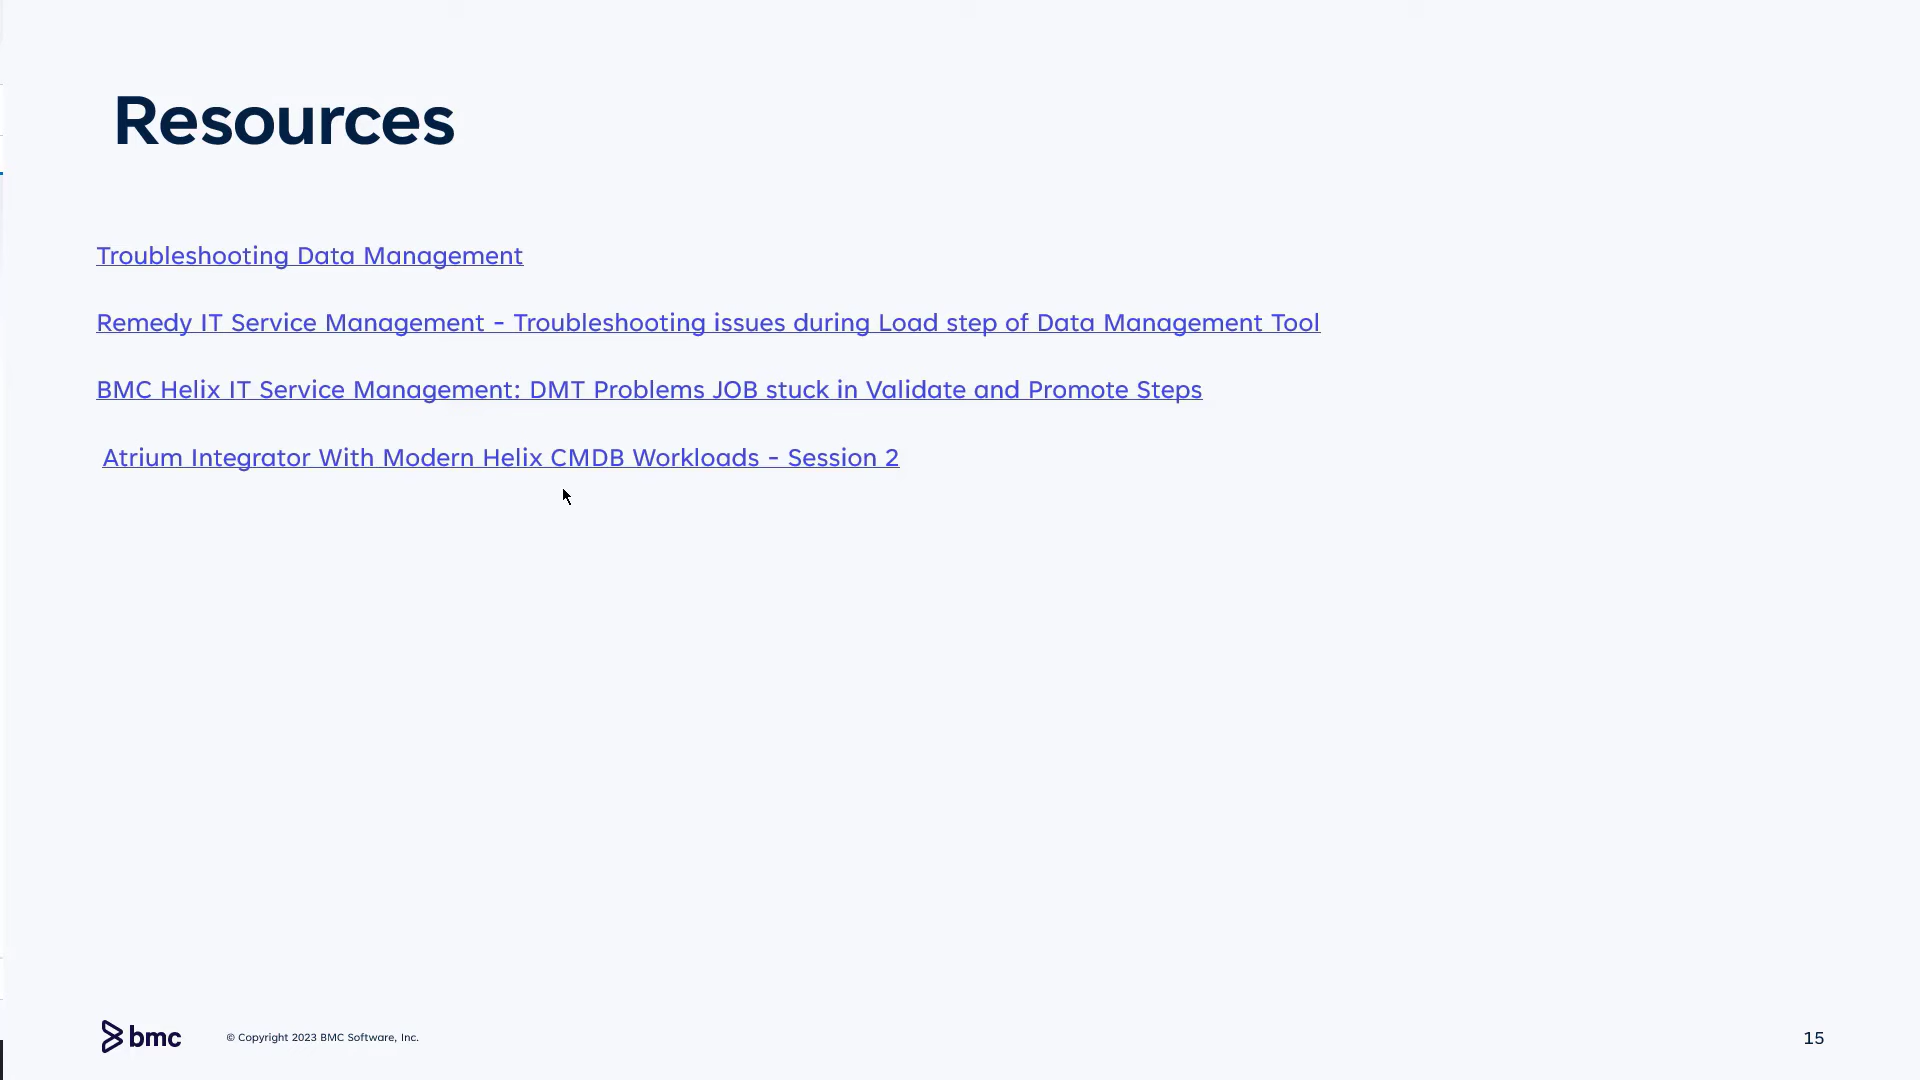 Resources
Troubleshooting Data Management
Remedy IT Service Management - Troubleshooting issues during Load step of Data Management Tool
BMC Helix IT Service Management: DMT Problems JOB stuck in Validate and Promote Steps
Atrium Integrator With Modern Helix CMDB Workloads - Session 2
bmc
© Copyright 2023 BMC Software, Inc.
15